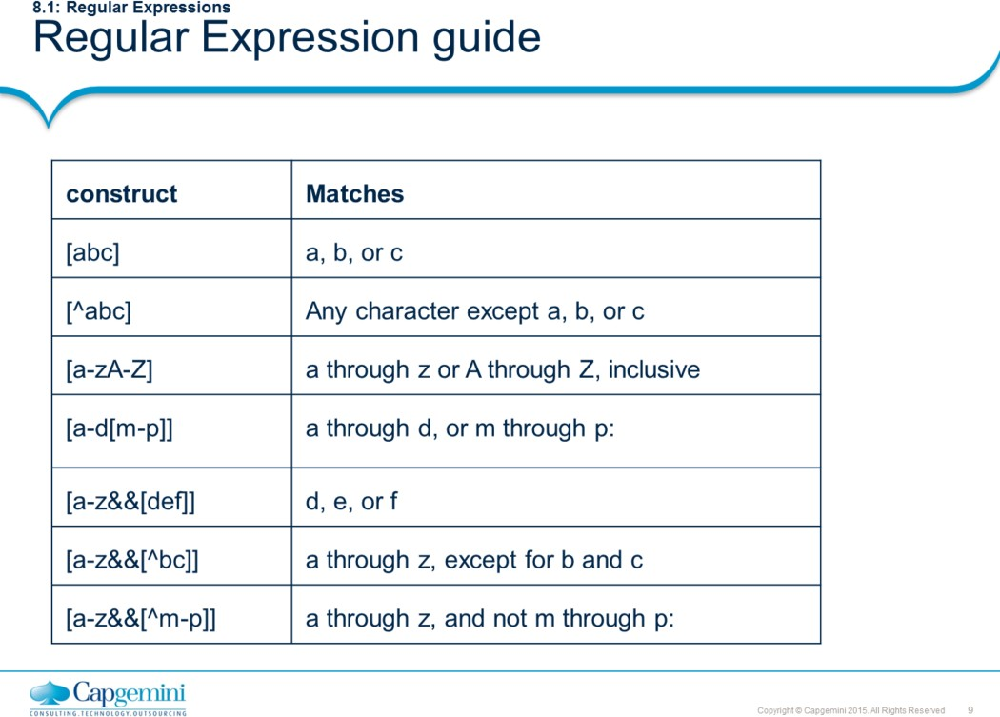 8.1: Regular Expressions
Regular Expression guide
construct Matches
[abc] a, b, or c
[^abc] Any character except a, b, or c
[a-zA-Z] a through z or A through Z, inclusive
[a-d[m-p]] a through d, or m through p:
[a-z&&[def]] d, e, or f
[a-z&&[^bc]] a through z, except for b and c
[a-z&&[^m-p]] a through z, and not m through p:
Capgemini
CONSULTING.TECHNOLOGY.OUTSOURCING
Copyright © Capgemini 2015. All Rights Reserved 9